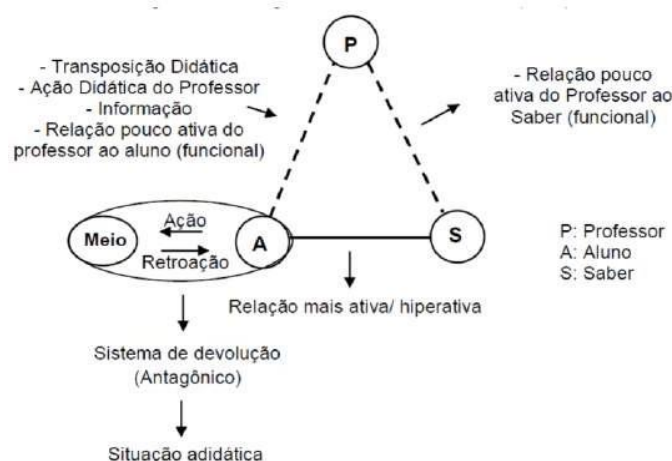 P
- Transposição Didática
- Ação Didática do Professor
- Informação
- Relação pouco ativa do
professor ao aluno (funcional)
- Relação pouco
ativa do Professor ao
Saber (funcional)
Meio
Ação
Retroação
A
S
P: Professor
A: Aluno
S: Saber
Relação mais ativa/ hiperativa
Sistema de devolução
(Antagônico)
Situação adidática